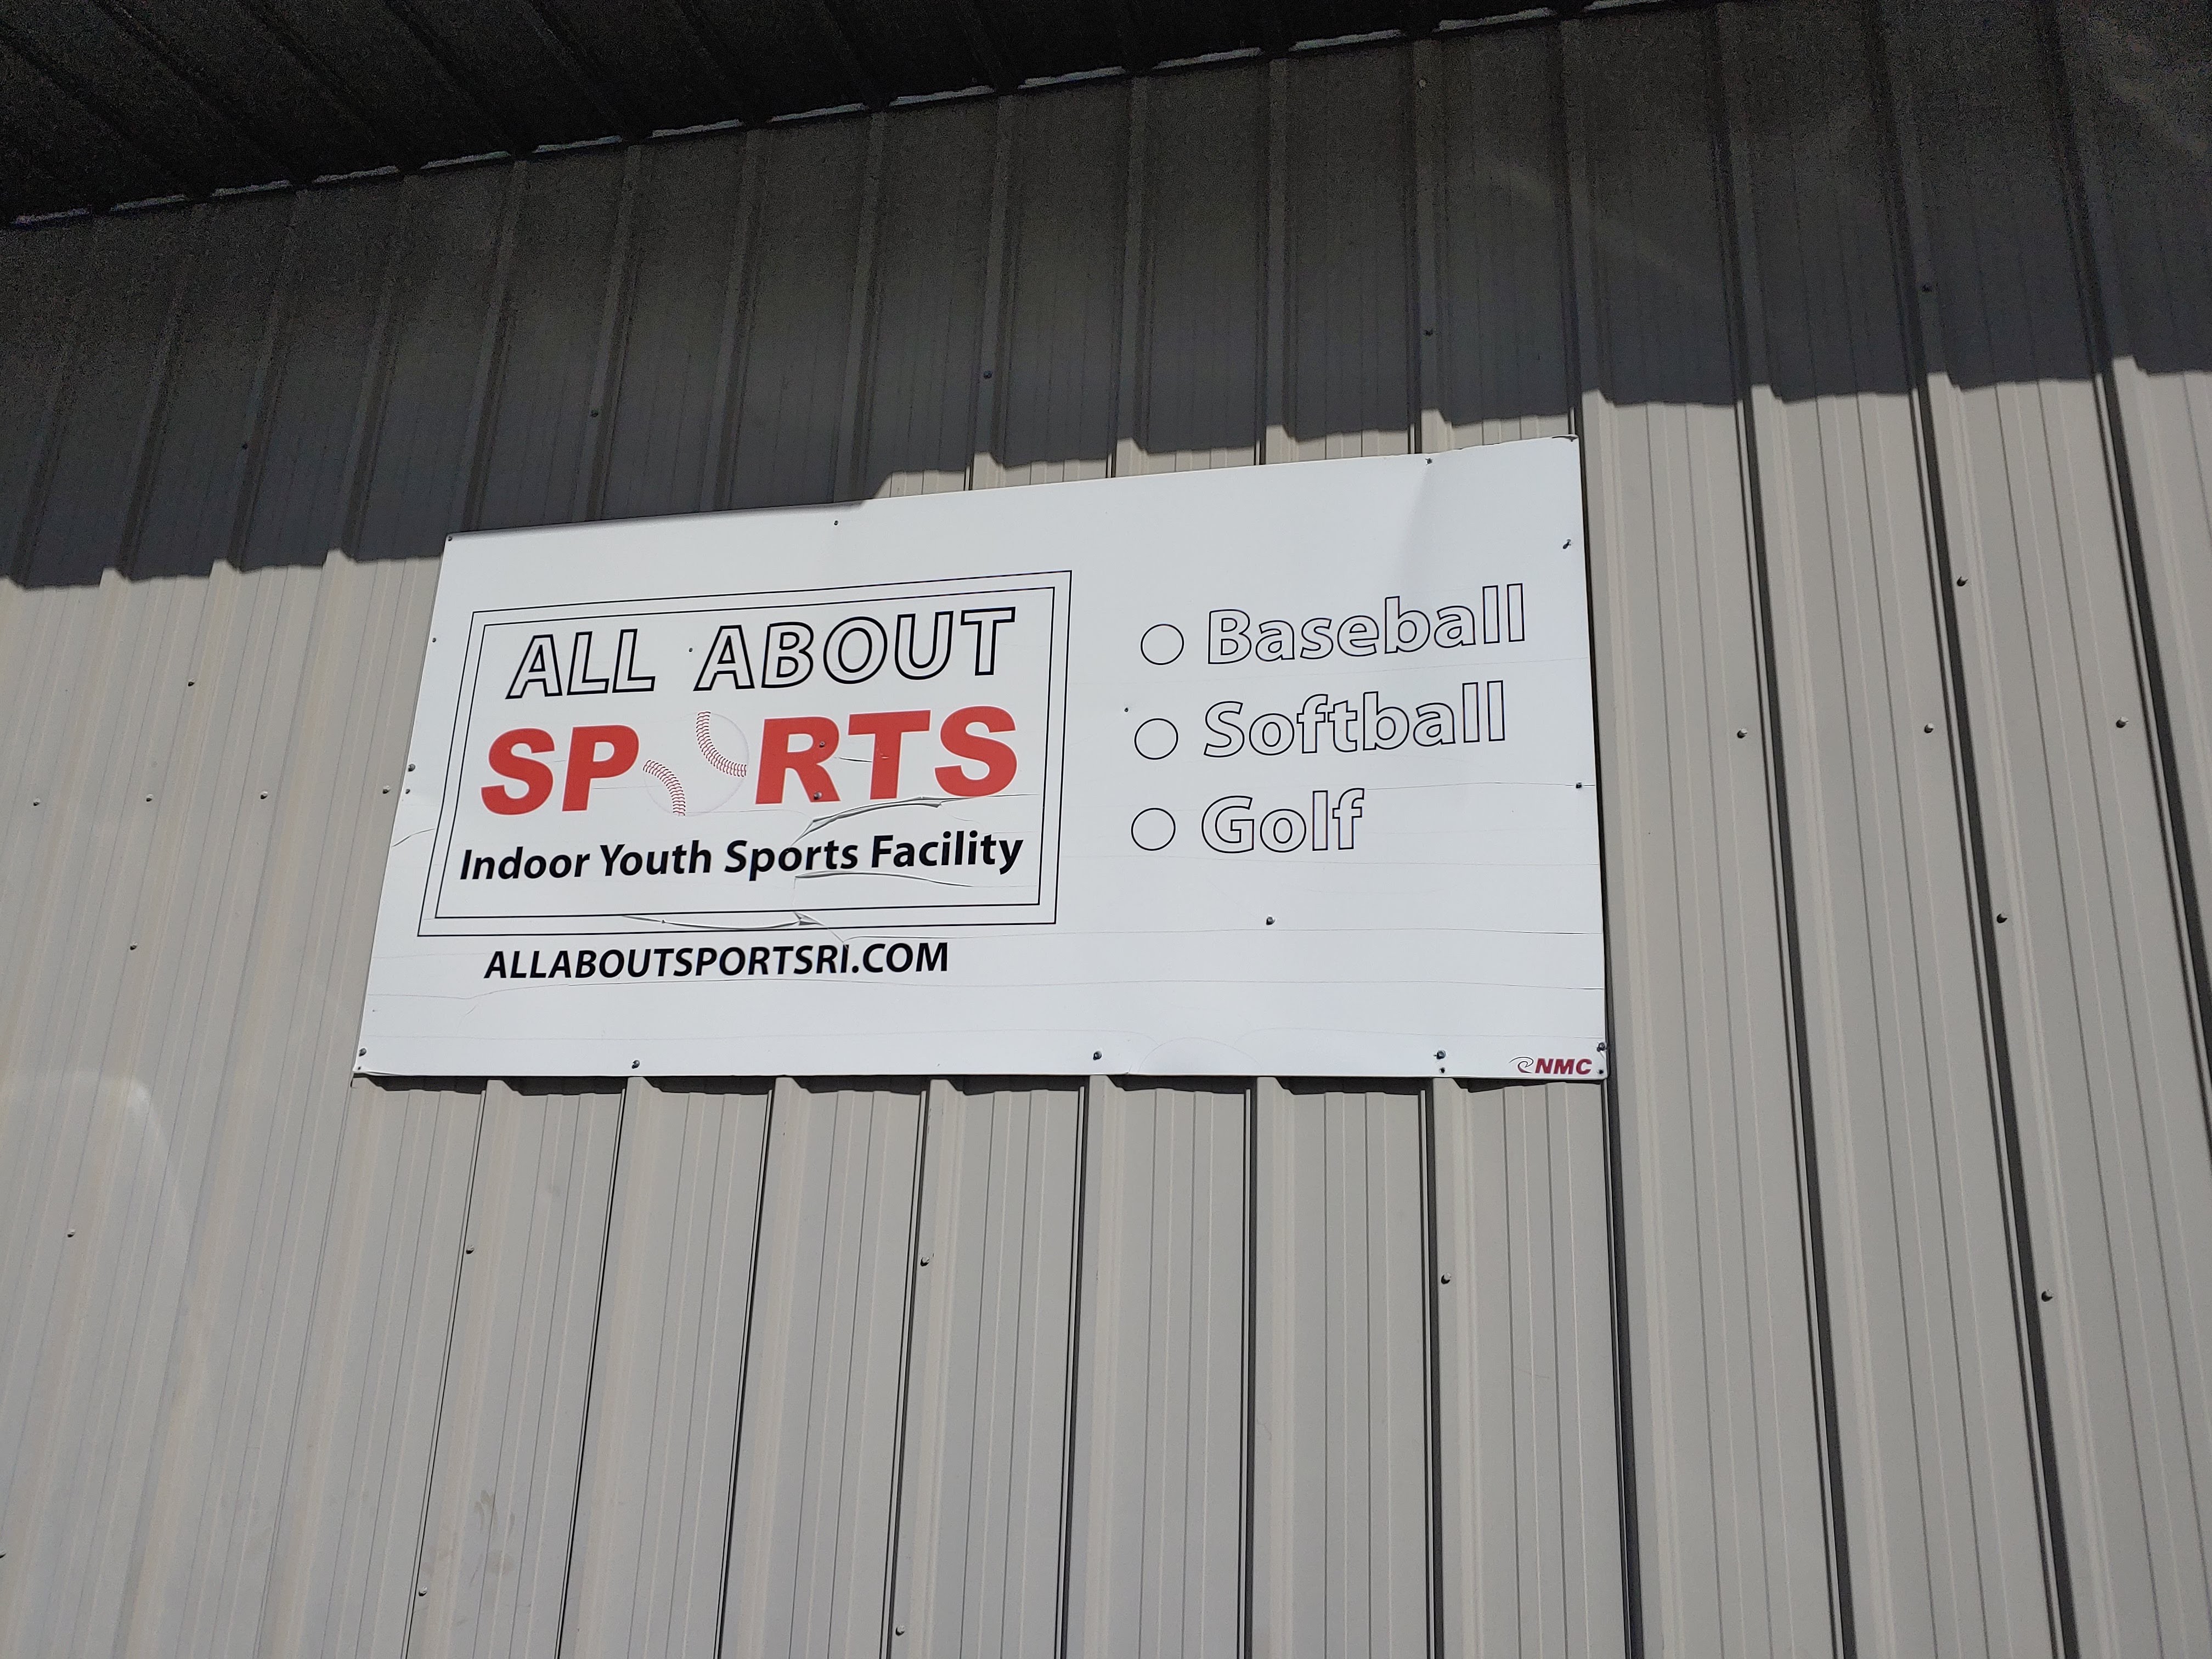 ALL ABOUT
SPORTS
Indoor Youth Sports Facility
ALLABOUTSPORTSRI.COM
Baseball
Softball
Golf
NMC